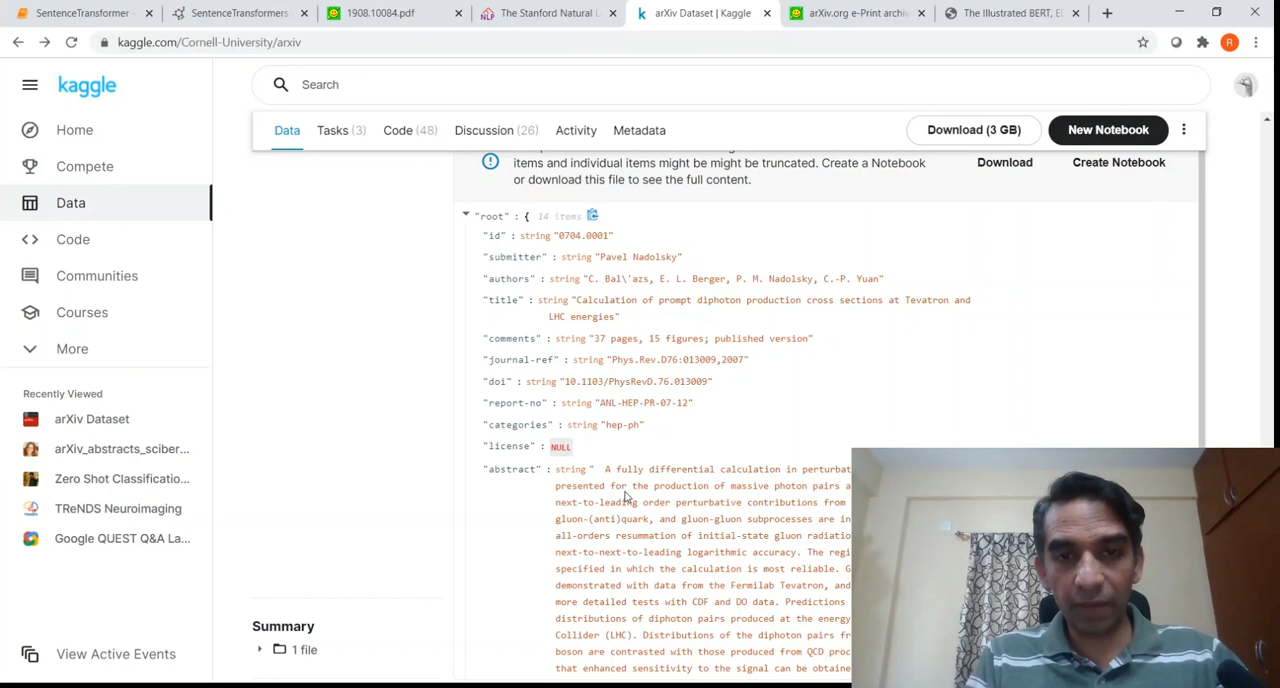 SentenceTransformer -
SentenceTransformers
1908.10084.pdf
The Stanford Natural L
arXiv Dataset | Kaggle
arXiv.org e-Print archiv
The Illustrated BERT, EL
kaggle.com/Cornell-University/arxiv
R
kaggle
Search
Home
Compete
Data
Code
Communities
Courses
More
Recently Viewed
arXiv Dataset
arXiv_abstracts_sciber...
Zero Shot Classificatio...
TReNDS Neuroimaging
Google QUEST Q&A La...
View Active Events
Data Tasks (3) Code (48) Discussion (26) Activity Metadata
Download (3 GB) New Notebook
items and individual items might be might be truncated. Create a Notebook
or download this file to see the full content.
Download Create Notebook
"root" : { 14 items
"id" : string "0704.0001"
"submitter" : string "Pavel Nadolsky"
"authors" : string "C. Bal\'azs, E. L. Berger, P. M. Nadolsky, C.-P. Yuan"
"title" : string "Calculation of prompt diphoton production cross sections at Tevatron and
LHC energies"
"comments" : string "37 pages, 15 figures; published version"
"journal-ref" : string "Phys.Rev.D76:013009,2007"
"doi" : string "10.1103/PhysRevD.76.013009"
"report-no" : string "ANL-HEP-PR-07-12"
"categories" : string "hep-ph"
"license" : NULL
"abstract" : string " A fully differential calculation in perturbat
presented for the production of massive photon pairs a
next-to-leading order perturbative contributions from
gluon-(anti)quark, and gluon-gluon subprocesses are in
all-orders resummation of initial-state gluon radiatio
next-to-next-to-leading logarithmic accuracy. The regi
specified in which the calculation is most reliable. G
demonstrated with data from the Fermilab Tevatron, and
more detailed tests with CDF and DO data. Predictions
distributions of diphoton pairs produced at the energy
Collider (LHC). Distributions of the diphoton pairs fr
boson are contrasted with those produced from QCD proc
that enhanced sensitivity to the signal can be obtaine
Summary
1 file